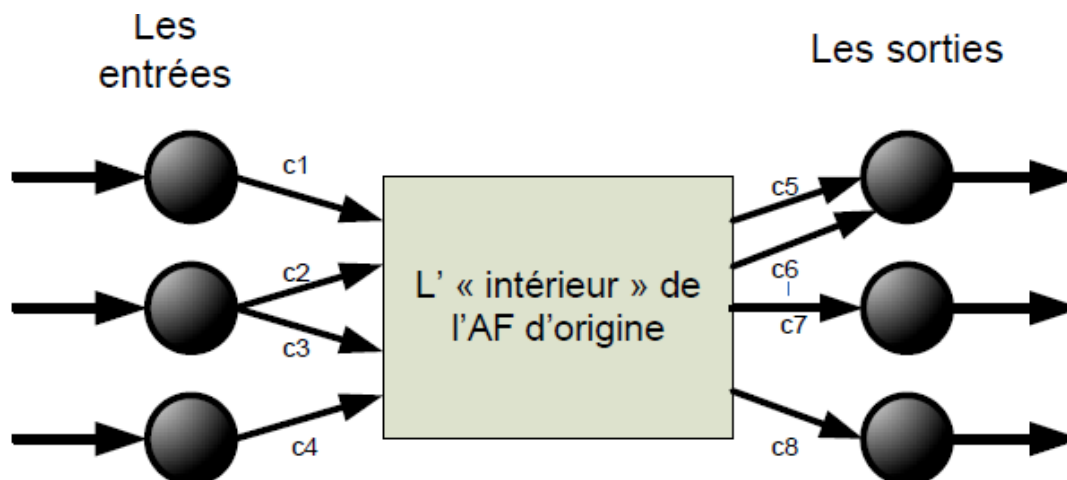 Les
entrées
Les sorties
c1
c2
c3
c4
L' « intérieur » de
l'AF d'origine
c5
c6
c7
c8